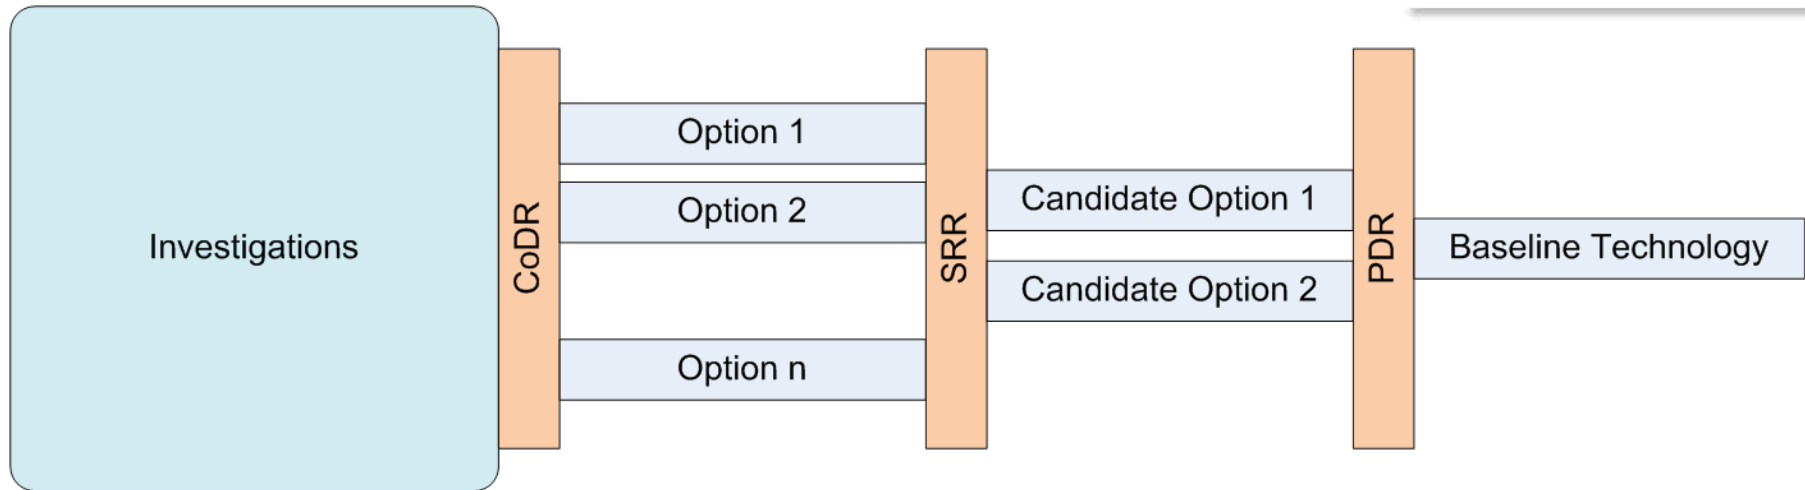 Investigations
CoDR
Option 1
Option 2
Option n
SRR
Candidate Option 1
Candidate Option 2
PDR
Baseline Technology